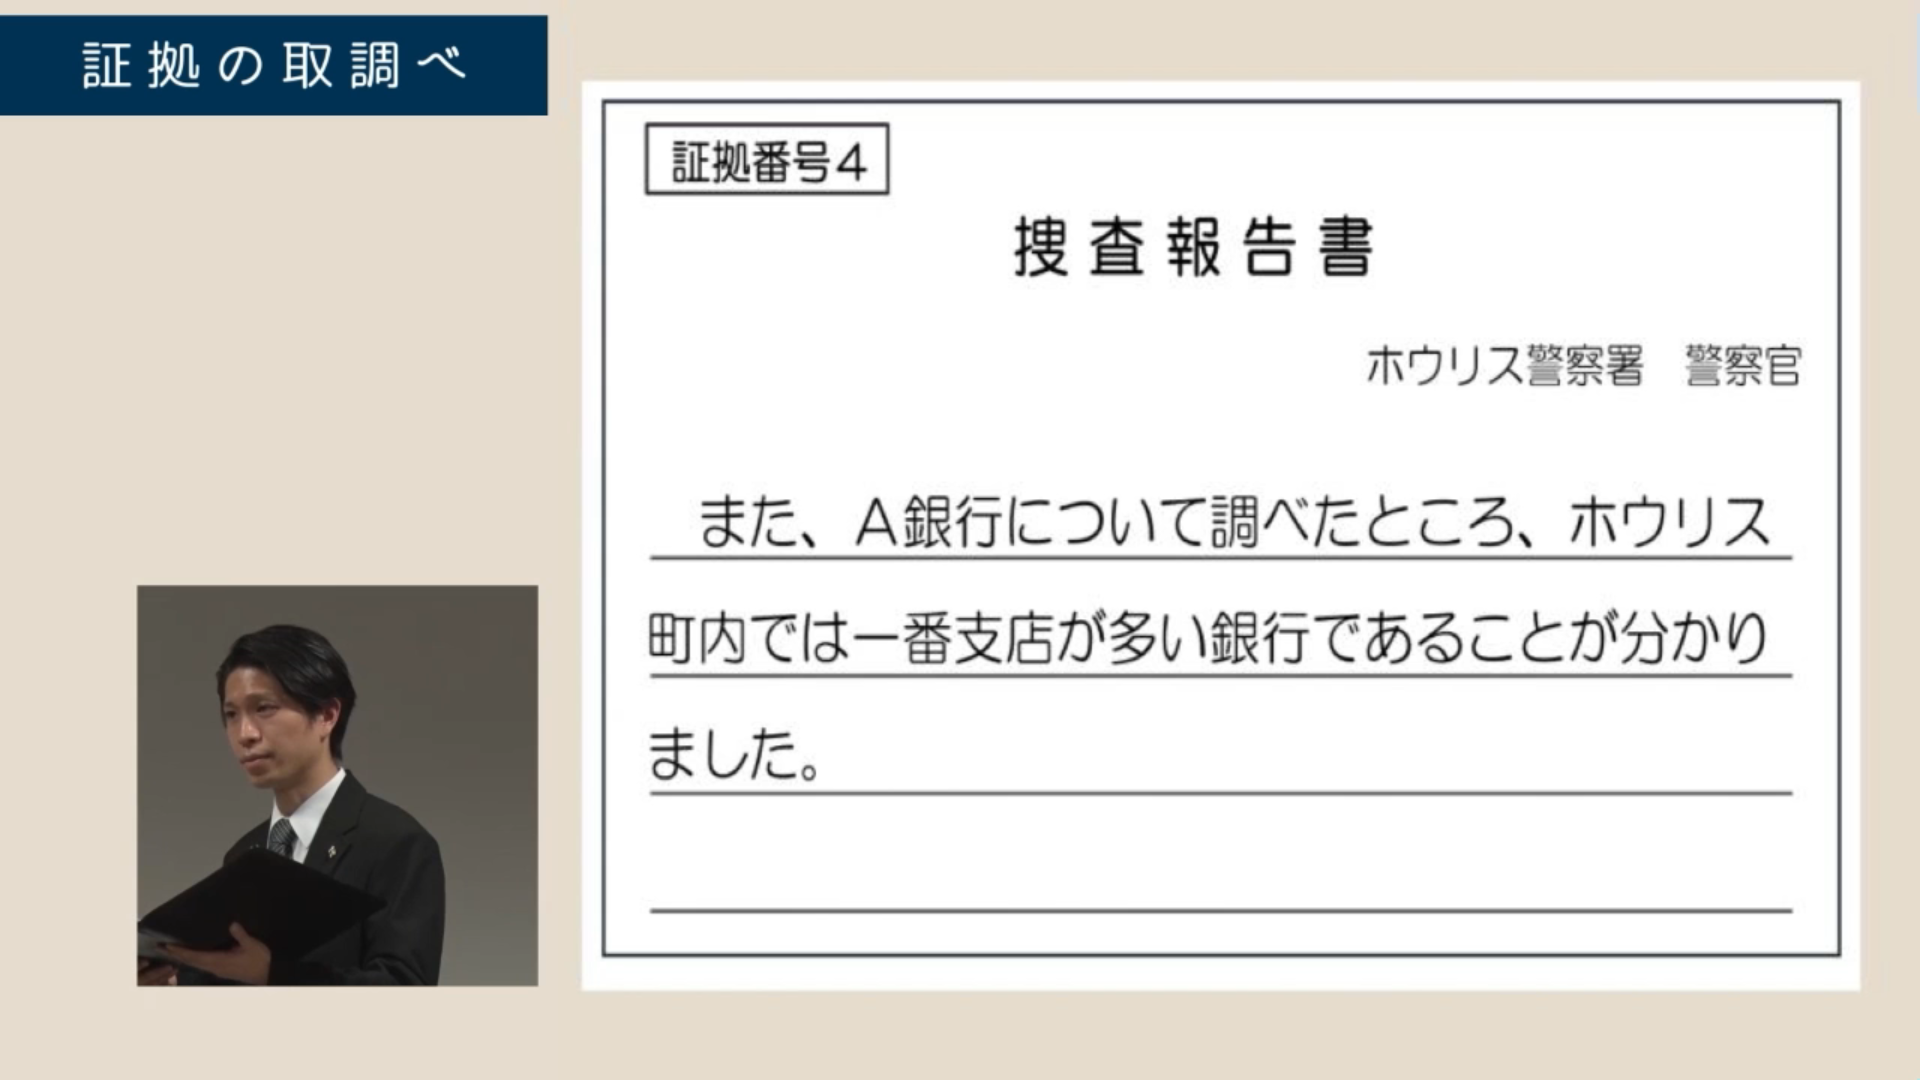 証拠の取調べ
証拠番号4
捜査報告書
ホウリス警察署　警察官
また、A銀行について調べたところ、ホウリス
町内では一番支店が多い銀行であることが分かり
ました。